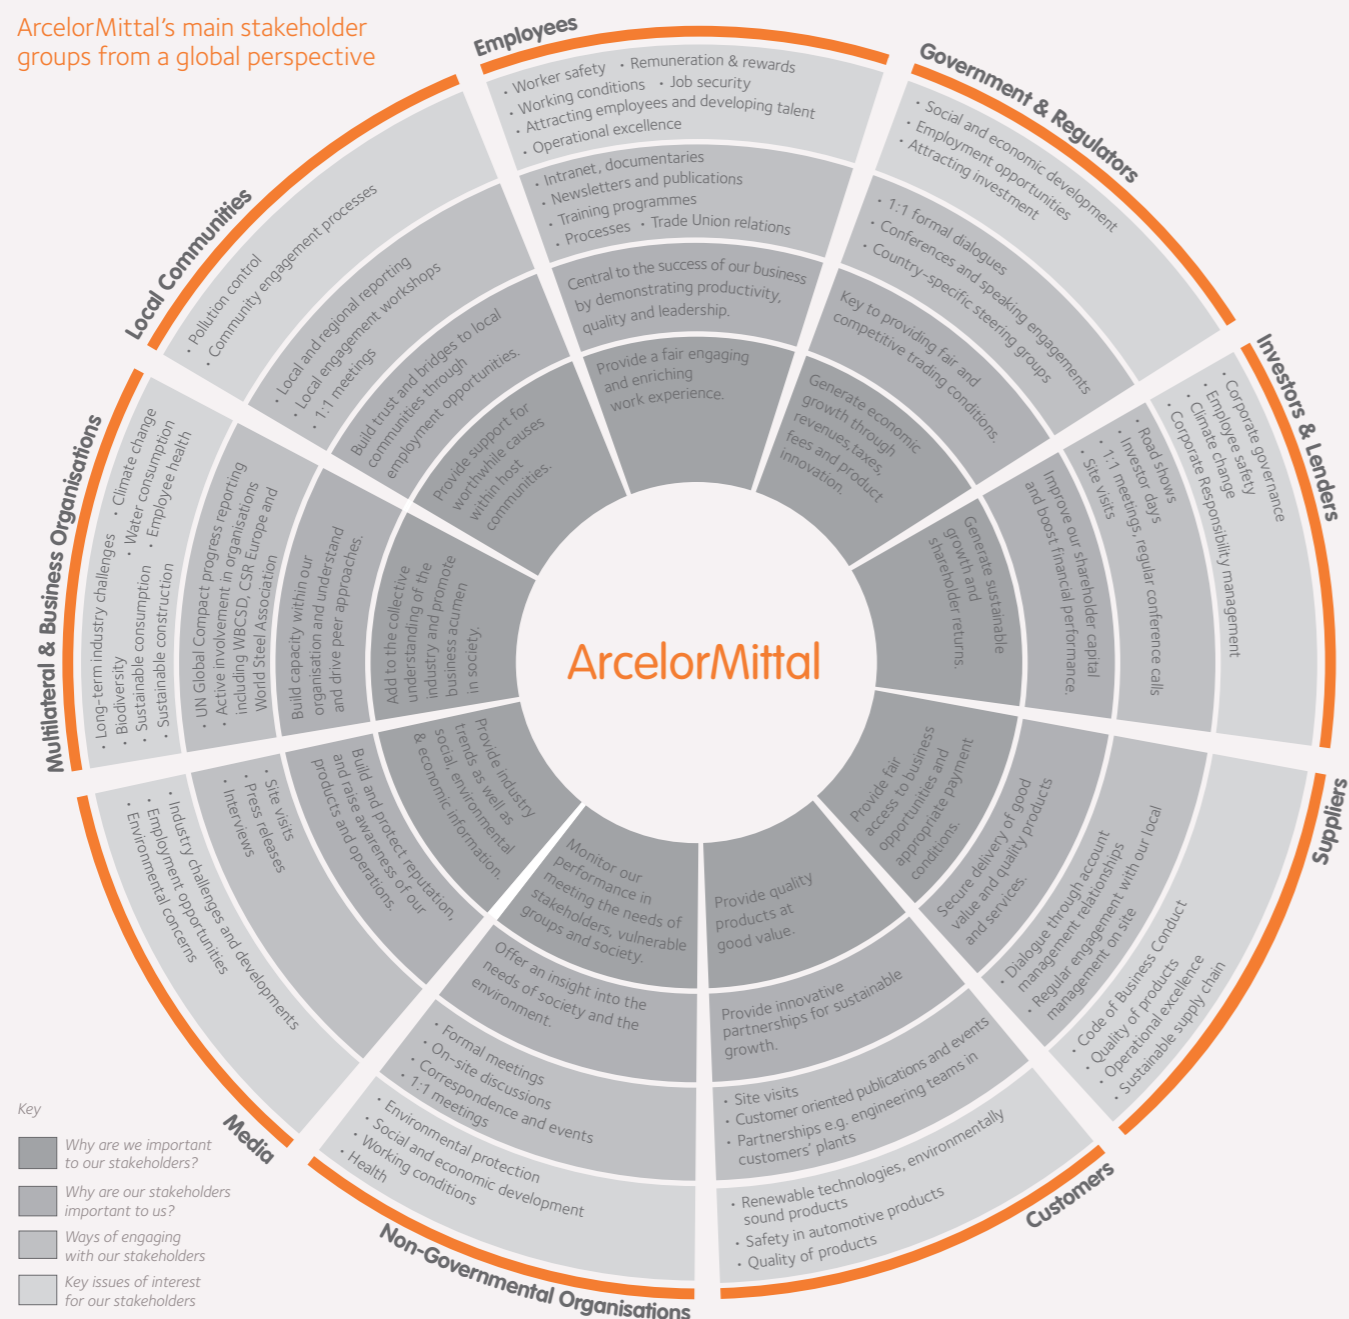 ArcelorMittal's main stakeholder
groups from a global perspective
Employees
• Worker safety • Remuneration & rewards
• Working conditions • Job security
• Attracting employees and developing talent
• Operational excellence
• Intranet, documentaries
• Newsletters and publications
• Training programmes
• Processes • Trade Union relations
Central to the success of our business
by demonstrating productivity,
quality and leadership.
Provide a fair engaging
and enriching
work experience.
Government & Regulators
• Social and economic development
• Employment opportunities
• Attracting investment
• 1:1 formal dialogues
• Conferences and speaking engagements
• Country-specific steering groups
Key to providing fair and
competitive trading conditions.
Generate economic
growth through
revenues, taxes,
fees and product
innovation.
Investors & Lenders
• Corporate governance
• Employee safety
• Climate change
• Corporate Responsibility management
• Road shows
• Investor days
• 1:1 meetings, regular conference calls
• Site visits
Improve our shareholder capital
and boost financial performance.
Generate sustainable
growth and
shareholder returns.
Suppliers
• Code of Business Conduct
• Quality of products
• Operational excellence
• Sustainable supply chain
• Dialogue through account
management relationships
• Regular engagement with our local
management on site
Secure delivery of good
value and quality products
and services.
Provide fair
access to business
opportunities and
appropriate payment
conditions.
Customers
• Renewable technologies, environmentally
sound products
• Safety in automotive products
• Quality of products
• Site visits
• Customer oriented publications and events
• Partnerships e.g. engineering teams in
customers' plants
Provide innovative
partnerships for sustainable
growth.
Provide quality
products at
good value.
Non-Governmental Organisations
• Environmental protection
• Social and economic development
• Working conditions
• Health
• Formal meetings
• On-site discussions
• Correspondence and events
• 1:1 meetings
Offer an insight into the
needs of society and the
environment.
Monitor our
performance in
meeting the needs of
stakeholders, vulnerable
groups and society.
Media
• Industry challenges and developments
• Employment opportunities
• Environmental concerns
• Site visits
• Press releases
• Interviews
Build and protect reputation,
and raise awareness of our
products and operations.
Provide industry
trends as well as
social, environmental
& economic information.
Multilateral & Business Organisations
• Long-term industry challenges • Climate change
• Biodiversity • Water consumption
• Sustainable consumption • Employee health
• Sustainable construction
• UN Global Compact progress reporting
• Active involvement in organisations
including WBCSD, CSR Europe and
World Steel Association
Build capacity within our
organisation and understand
and drive peer approaches.
Add to the collective
understanding of the
industry and promote
business acumen
in society.
Local Communities
• Pollution control
• Community engagement processes
• Local and regional reporting
• Local engagement workshops
• 1:1 meetings
Build trust and bridges to local
communities through
employment opportunities.
Provide support for
worthwhile causes
within host
communities.
ArcelorMittal
Key
Why are we important
to our stakeholders?
Why are our stakeholders
important to us?
Ways of engaging
with our stakeholders
Key issues of interest
for our stakeholders